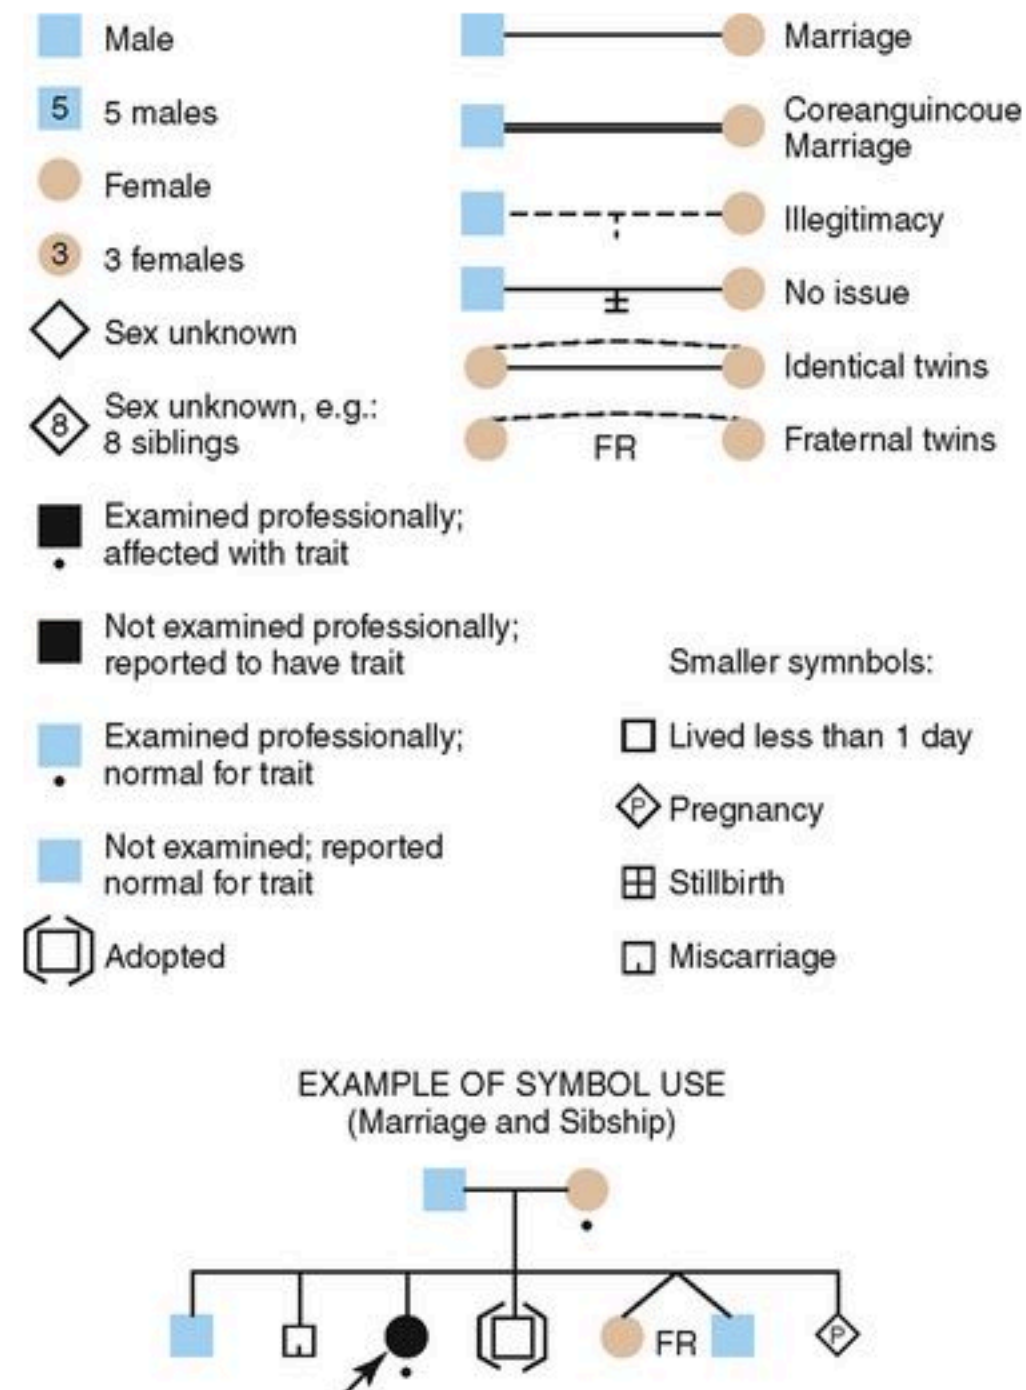 Male
5
5 males
Female
3
3 females
Sex unknown
8
Sex unknown, e.g.:
8 siblings
Examined professionally;
affected with trait
Not examined professionally;
reported to have trait
Examined professionally;
normal for trait
Not examined; reported
normal for trait
Adopted
Marriage
Coreanguincoue
Marriage
Illegitimacy
No issue
Identical twins
FR
Fraternal twins
Smaller symnbols:
Lived less than 1 day
P
Pregnancy
Stillbirth
Miscarriage
EXAMPLE OF SYMBOL USE
(Marriage and Sibship)
FR
P